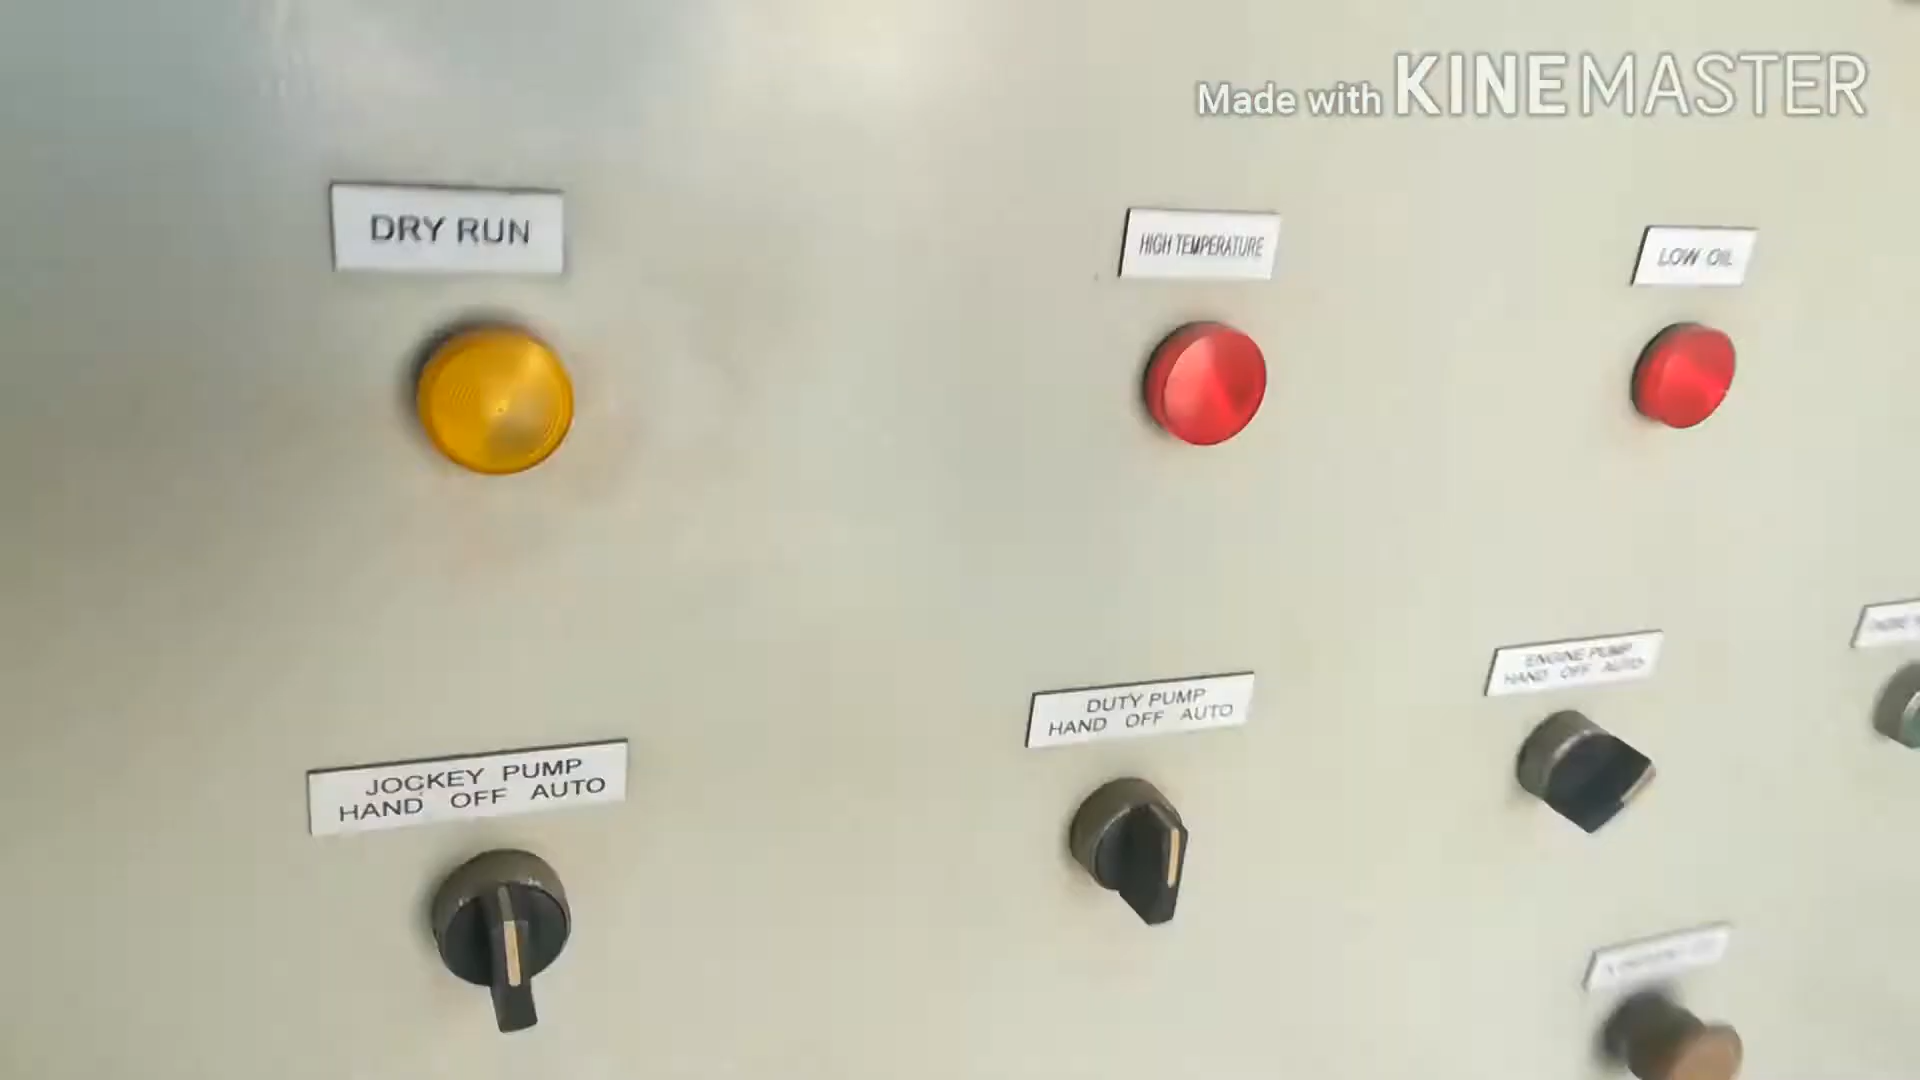 Made with KINEMASTER
DRY RUN
HIGH TEMPERATURE
LOW OIL
ENGINE PUMP
HAND OFF AUTO
DUTY PUMP
HAND OFF AUTO
JOCKEY PUMP
HAND OFF AUTO